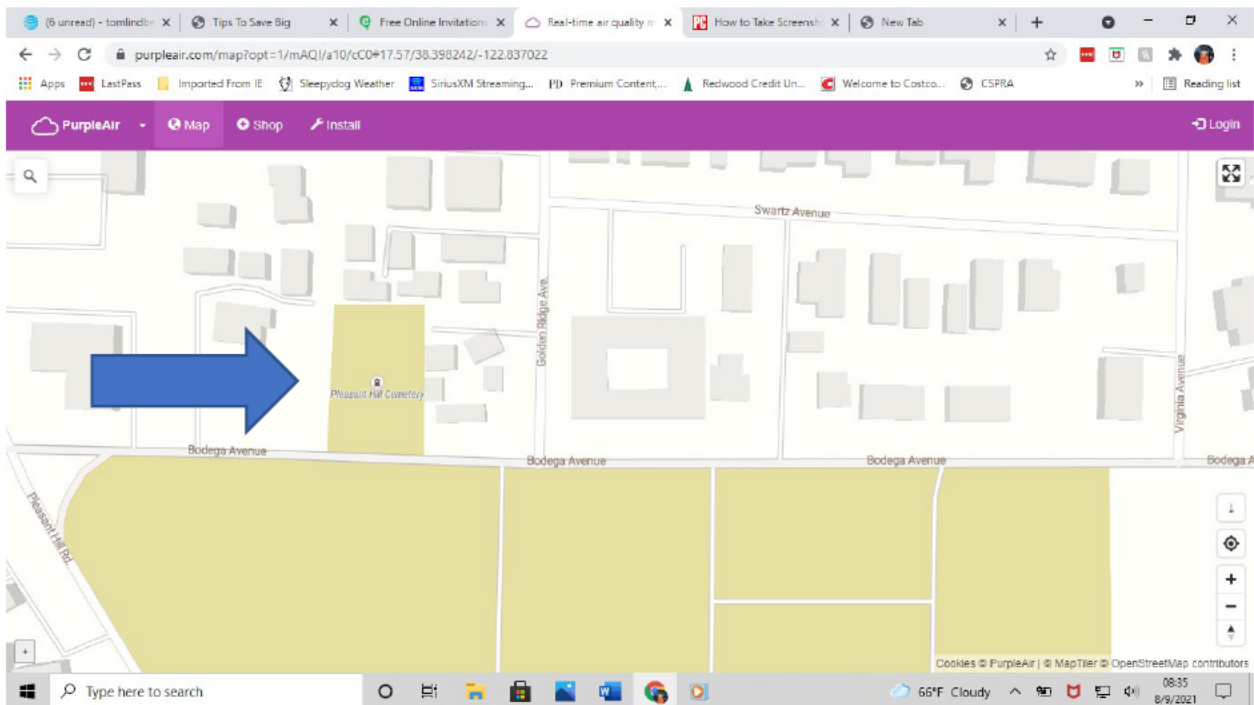 (6 unread) - tomlindbe
Tips To Save Big
Free Online Invitations
Real-time air quality m
How to Take Screensh
New Tab
purpleair.com/map?opt=1/mAQI/a10/cC0#17.57/38.398242/-122.837022
Apps LastPass Imported From IE Sleepydog Weather SiriusXM Streaming... PD Premium Content,... Redwood Credit Un... Welcome to Costco... CSPRA » Reading list
PurpleAir Map Shop Install Login
Swartz Avenue
Golden Ridge Ave.
Pleasant Hill Cemetery
Virginia Avenue
Bodega Avenue
Bodega Avenue
Bodega Avenue
Bodega A
Pleasant Hill Rd.
Cookies © PurpleAir | © MapTiler © OpenStreetMap contributors
Type here to search
66°F Cloudy
08:35
8/9/2021